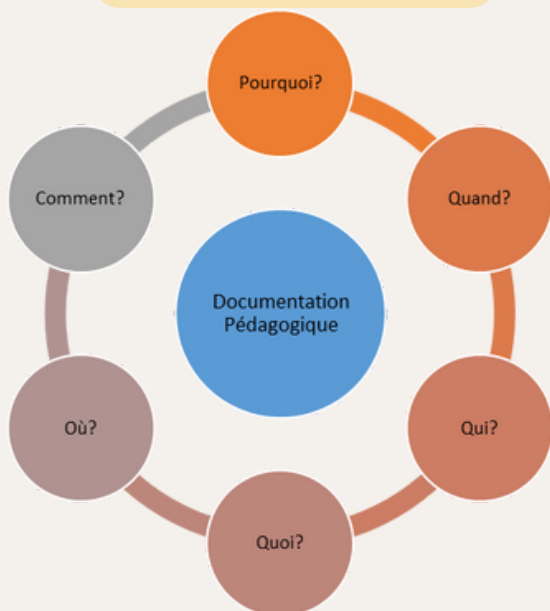 Pourquoi?
Quand?
Qui?
Quoi?
Où?
Comment?
Documentation
Pédagogique